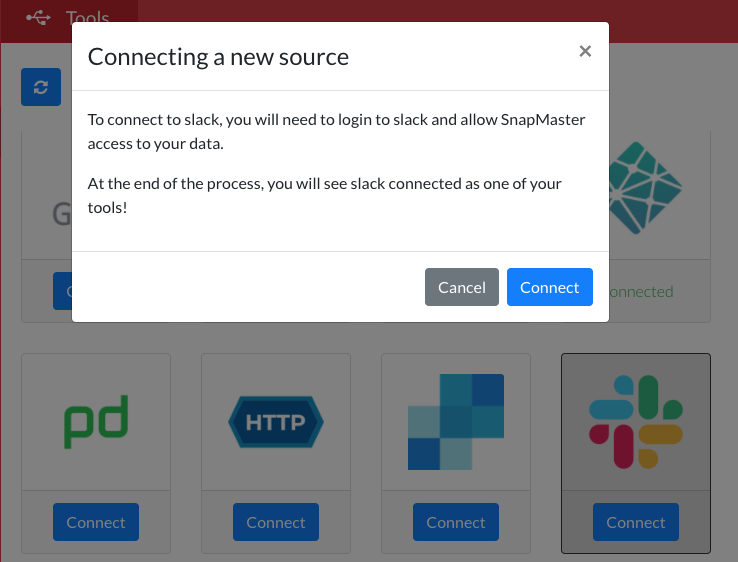 Tools
Connecting a new source
×
To connect to slack, you will need to login to slack and allow SnapMaster
access to your data.
At the end of the process, you will see slack connected as one of your
tools!
Cancel
Connect
G
onnected
pd
HTTP
Connect
Connect
Connect
Connect